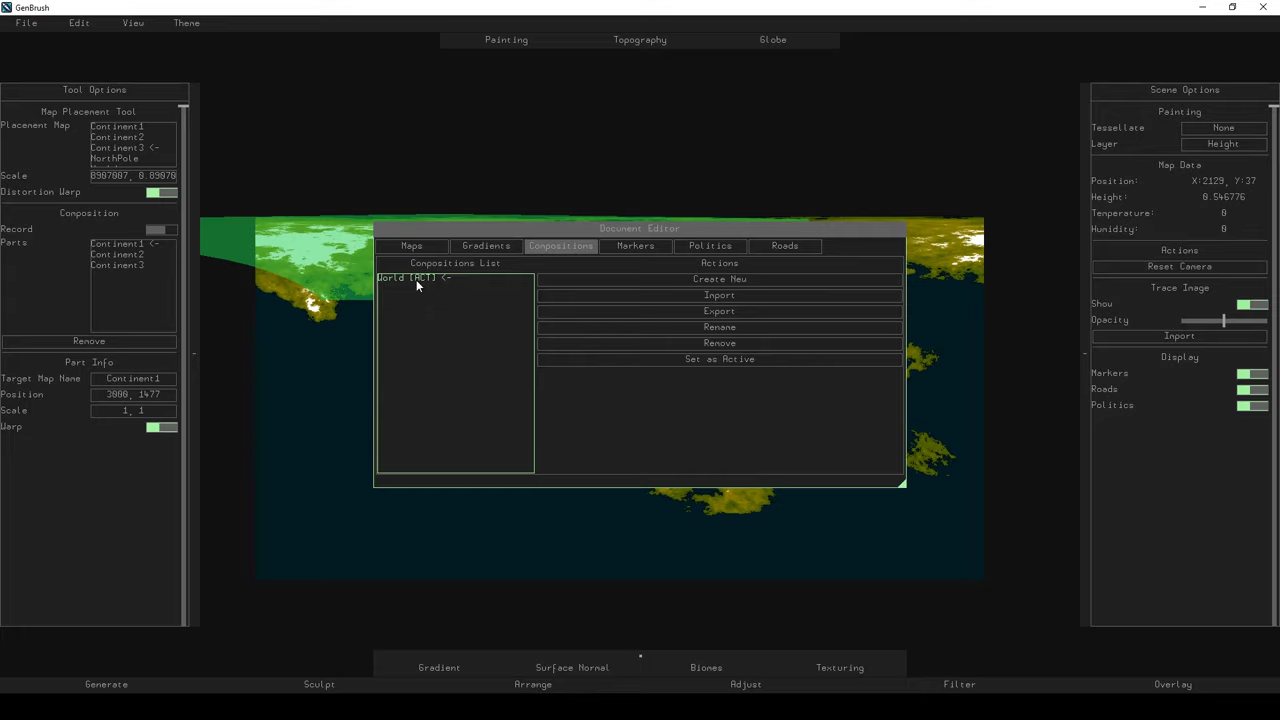 GenBrush
File Edit View Theme
Painting Topography Globe
Tool Options
Map Placement Tool
Placement Map
Continent1
Continent2
Continent3 <-
NorthPole
Scale 8907007, 0.89070
Distortion Warp
Composition
Record
Parts
Continent1 <-
Continent2
Continent3
Remove
Part Info
Target Map Name Continent1
Position 3000, 1477
Scale 1, 1
Warp
Document Editor
Maps Gradients Compositions Markers Politics Roads
Compositions List
World [ACT] <-
Actions
Create New
Import
Export
Rename
Remove
Set as Active
Scene Options
Painting
Tessellate None
Layer Height
Map Data
Position: X:2129, Y:37
Height: 0.546776
Temperature: 0
Humidity: 0
Actions
Reset Camera
Trace Image
Show
Opacity
Import
Display
Markers
Roads
Politics
Gradient Surface Normal Biomes Texturing
Generate Sculpt Arrange Adjust Filter Overlay